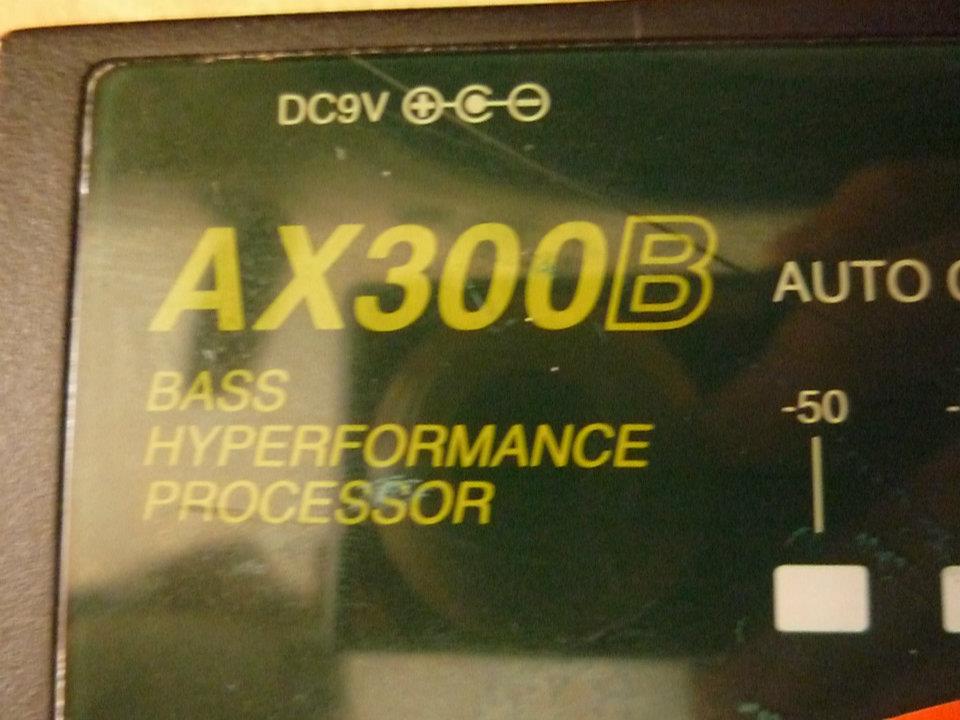 DC9V
AX300B
AUTO
BASS
HYPERFORMANCE
PROCESSOR
-50